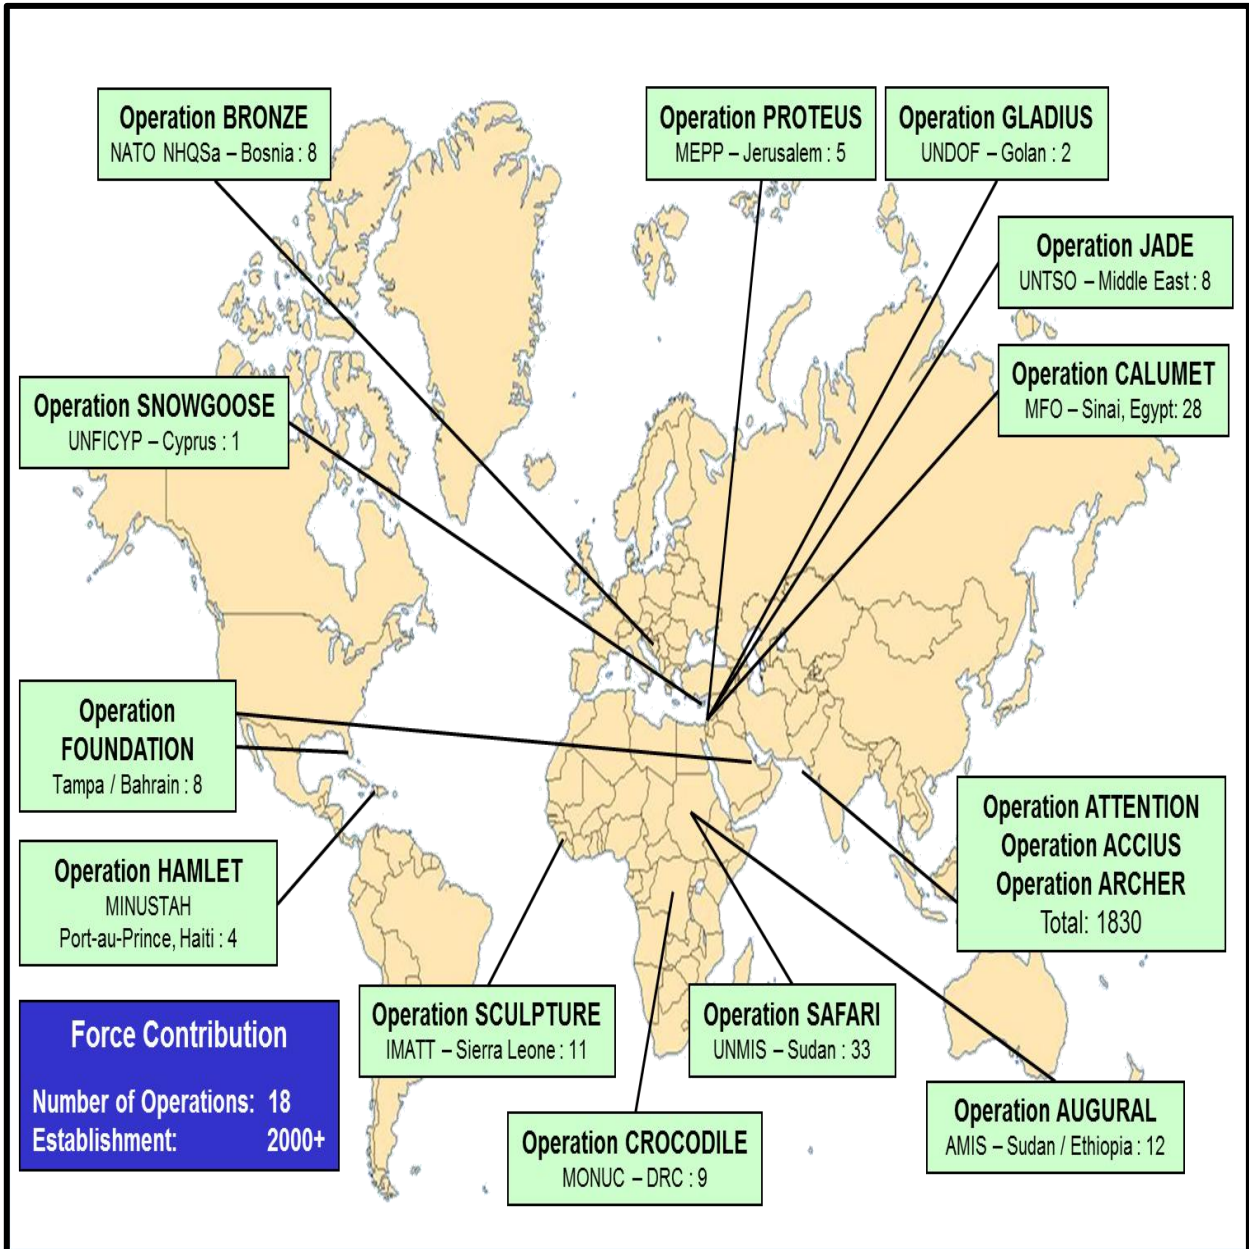 Operation BRONZE
NATO NHQSa – Bosnia : 8
Operation PROTEUS
MEPP – Jerusalem : 5
Operation GLADIUS
UNDOF – Golan : 2
Operation JADE
UNTSO – Middle East : 8
Operation CALUMET
MFO – Sinai, Egypt: 28
Operation SNOWGOOSE
UNFICYP – Cyprus : 1
Operation
FOUNDATION
Tampa / Bahrain : 8
Operation HAMLET
MINUSTAH
Port-au-Prince, Haiti : 4
Operation ATTENTION
Operation ACCIUS
Operation ARCHER
Total: 1830
Operation SCULPTURE
IMATT – Sierra Leone : 11
Operation SAFARI
UNMIS – Sudan : 33
Operation CROCODILE
MONUC – DRC : 9
Operation AUGURAL
AMIS – Sudan / Ethiopia : 12
Force Contribution
Number of Operations: 18
Establishment: 2000+